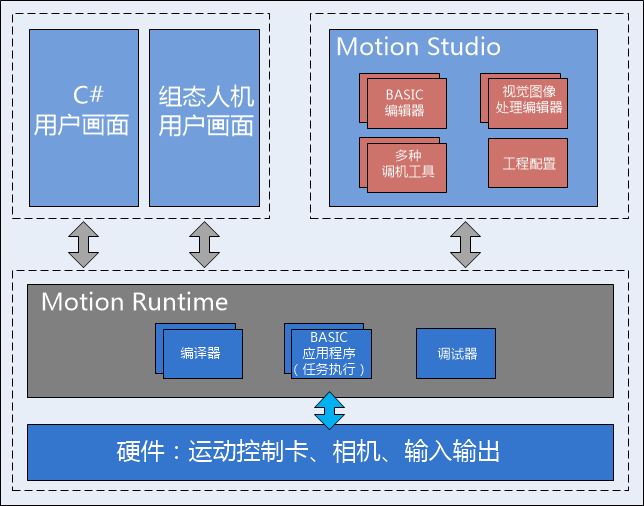 C#
用户画面
组态人机
用户画面
Motion Studio
BASIC
编辑器
视觉图像
处理编辑器
多种
调机工具
工程配置
Motion Runtime
编译器
BASIC
应用程序
（任务执行）
调试器
硬件：运动控制卡、相机、输入输出